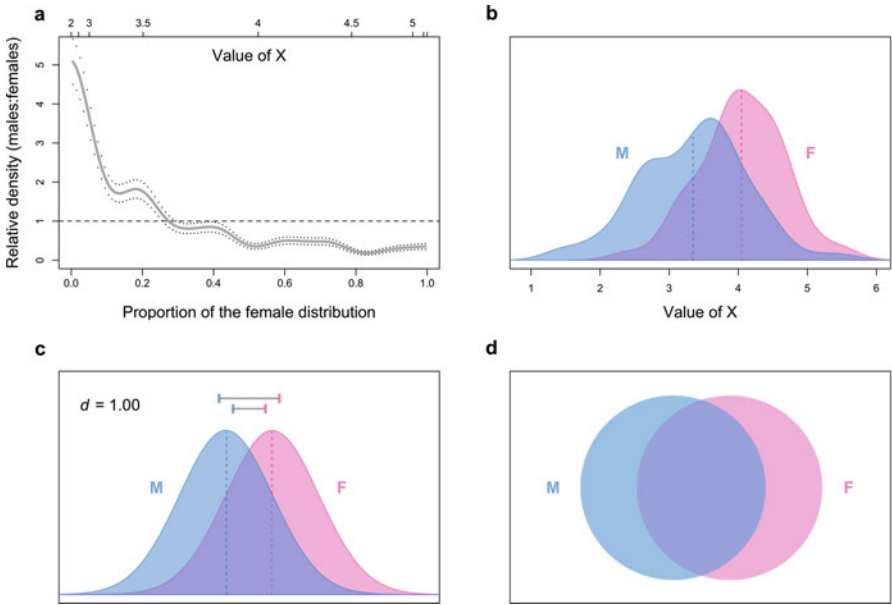 a
2 3 3.5 4 4.5 5
Value of X
Relative density (males:females)
5
4
3
2
1
0
0.0 0.2 0.4 0.6 0.8 1.0
Proportion of the female distribution
b
M
F
1 2 3 4 5 6
Value of X
c
d = 1.00
M
F
d
M
F